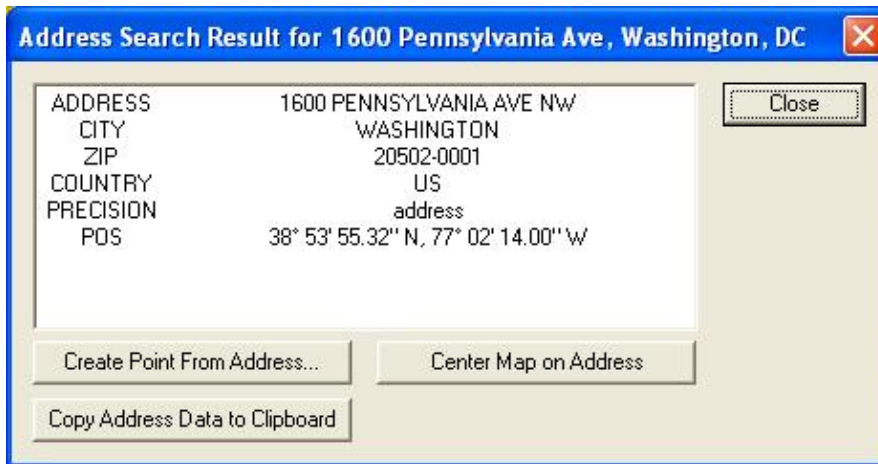 Address Search Result for 1600 Pennsylvania Ave, Washington, DC
ADDRESS 1600 PENNSYLVANIA AVE NW
CITY WASHINGTON
ZIP 20502-0001
COUNTRY US
PRECISION address
POS 38° 53' 55.32" N, 77° 02' 14.00" W
Close
Create Point From Address... Center Map on Address
Copy Address Data to Clipboard